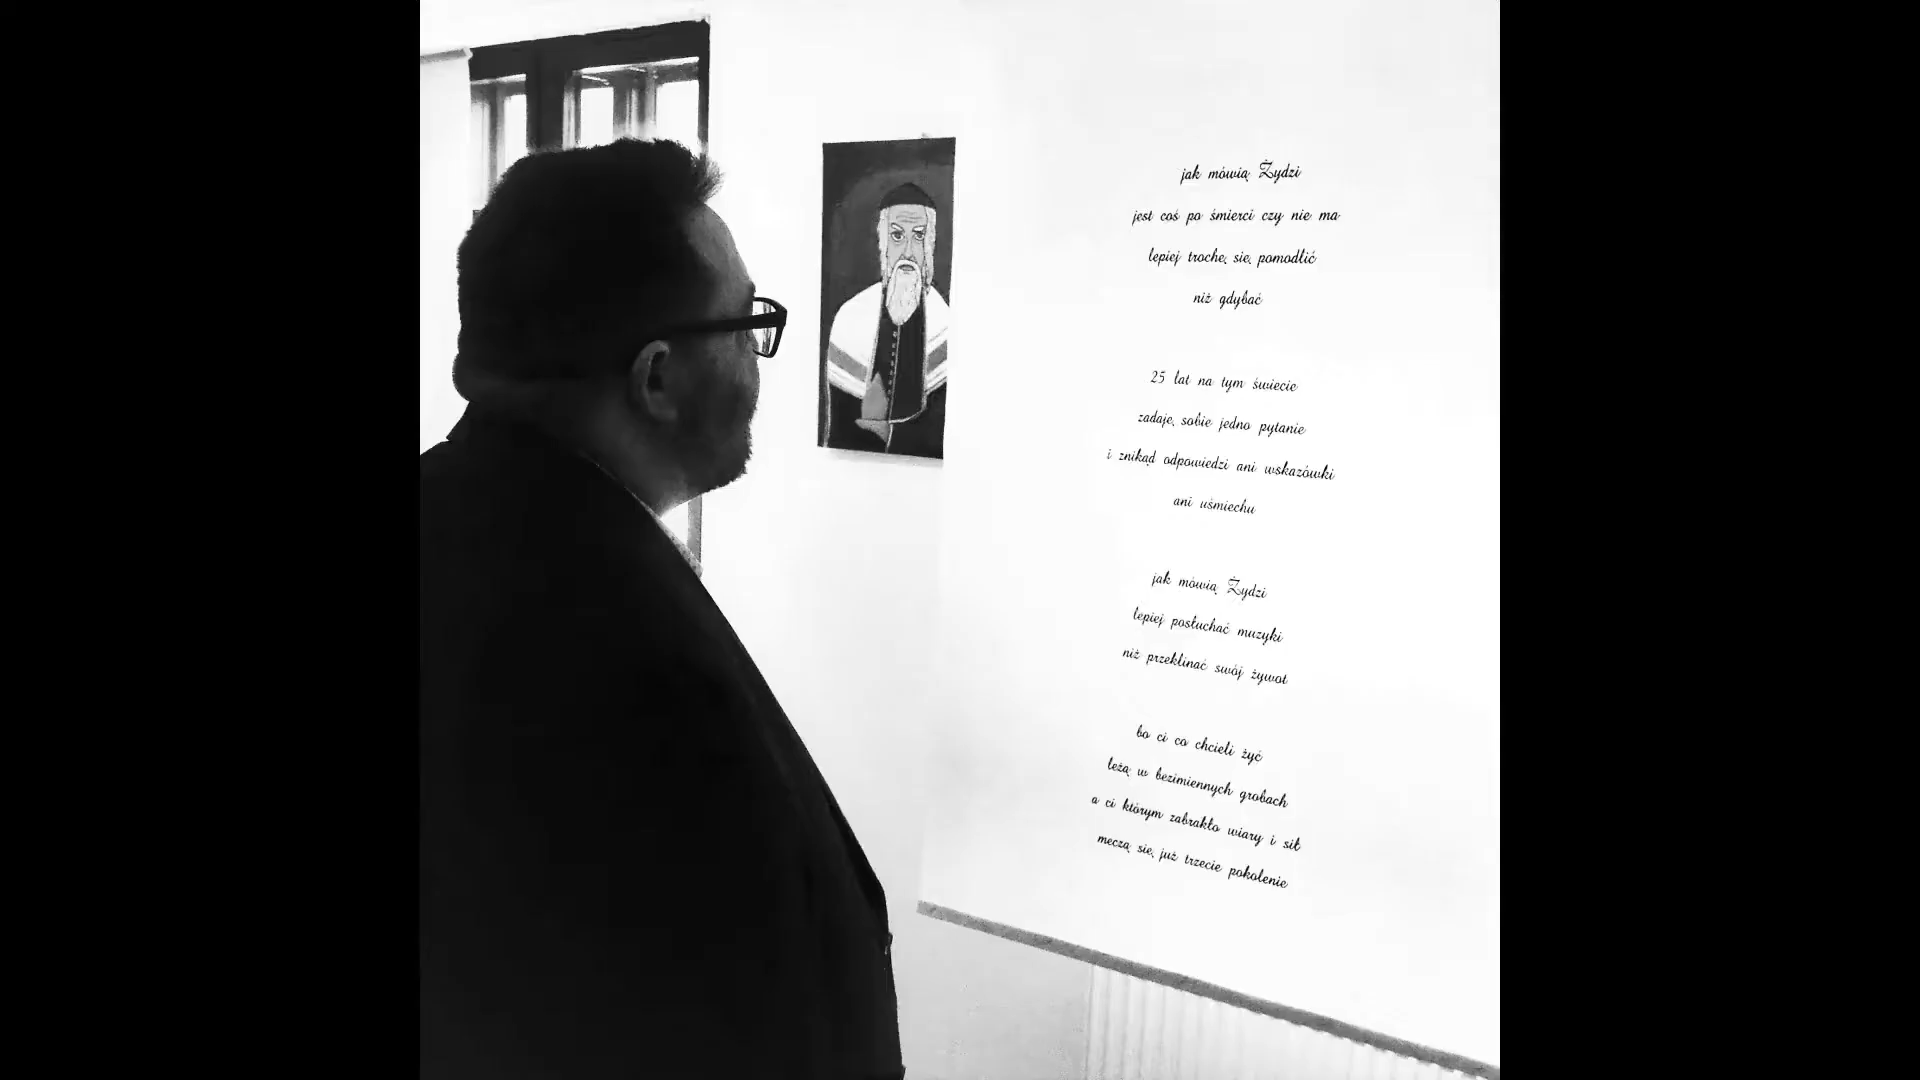 jak mówią Żydzi
jest coś po śmierci czy nie ma
lepiej trochę się pomodlić
niż gdybać
25 lat na tym świecie
zadaję sobie jedno pytanie
i znikąd odpowiedzi ani wskazówki
ani uśmiechu
jak mówią Żydzi
lepiej posłuchać muzyki
niż przeklinać swój żywot
bo ci co chcieli żyć
leżą w bezimiennych grobach
a ci którym zabrakło wiary i sił
męczą się już trzecie pokolenie